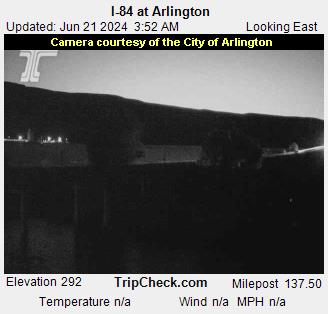 I-84 at Arlington
Updated: Jun 21 2024 3:52 AM Looking East
Camera courtesy of the City of Arlington
Elevation 292 TripCheck.com Milepost 137.50
Temperature n/a Wind n/a MPH n/a